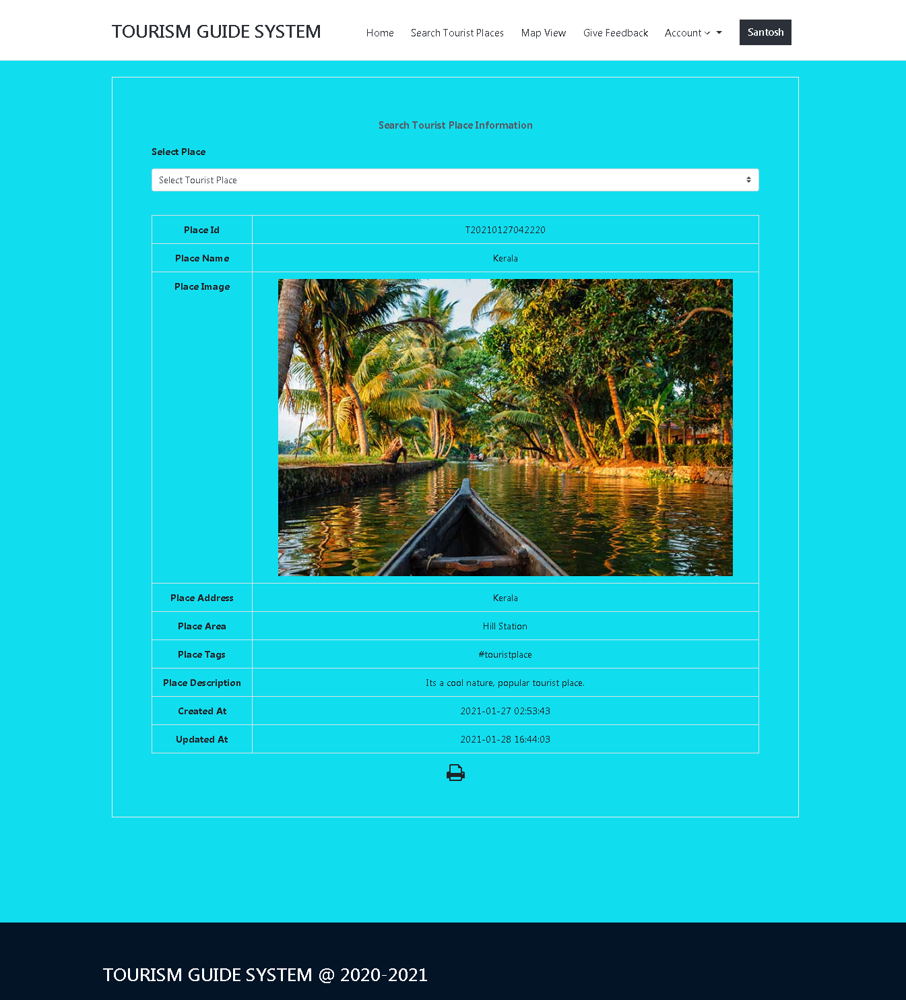 TOURISM GUIDE SYSTEM
Home Search Tourist Places Map View Give Feedback Account Santosh
Search Tourist Place Information
Select Place
Select Tourist Place
Place Id T20210127042220
Place Name Kerala
Place Image
Place Address Kerala
Place Area Hill Station
Place Tags #touristplace
Place Description Its a cool nature, popular tourist place.
Created At 2021-01-27 02:53:43
Updated At 2021-01-28 16:44:03
TOURISM GUIDE SYSTEM @ 2020-2021